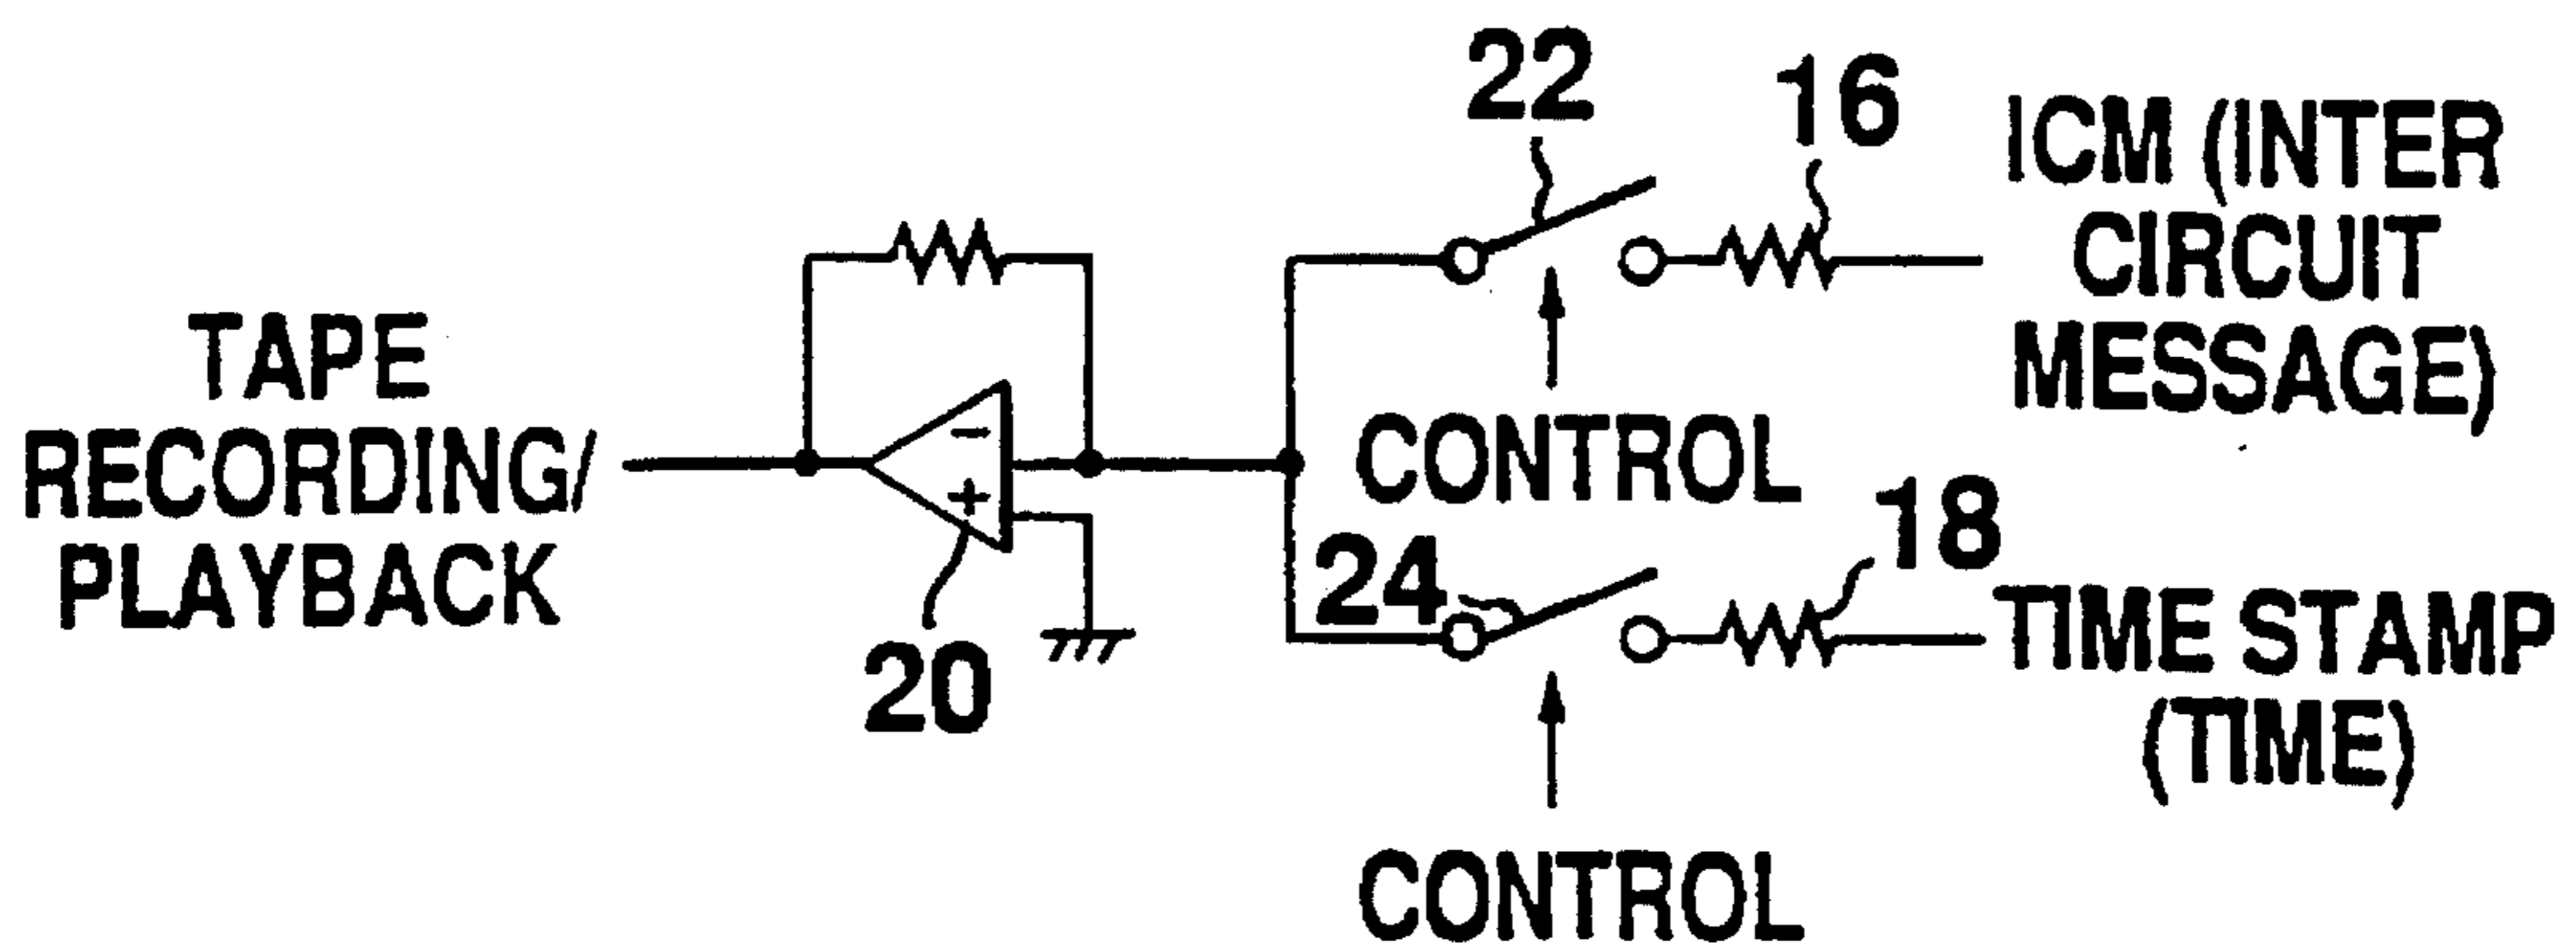 22
16
ICM (INTER
CIRCUIT
MESSAGE)
TAPE
RECORDING/
PLAYBACK
-
+
CONTROL
20
24
18
TIME STAMP
(TIME)
CONTROL